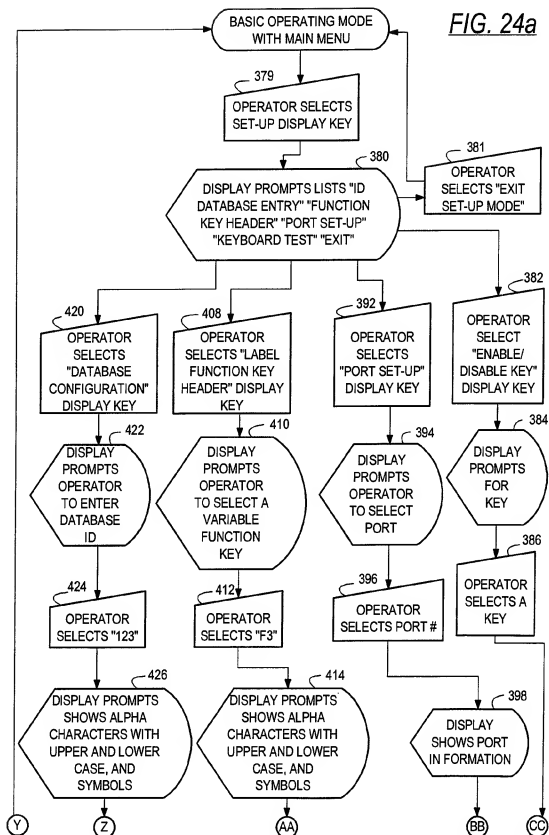 BASIC OPERATING MODE
WITH MAIN MENU
FIG. 24a
379
OPERATOR SELECTS
SET-UP DISPLAY KEY
380
DISPLAY PROMPTS LISTS "ID
DATABASE ENTRY" "FUNCTION
KEY HEADER" "PORT SET-UP"
"KEYBOARD TEST" "EXIT"
381
OPERATOR
SELECTS "EXIT
SET-UP MODE"
420
OPERATOR
SELECTS
"DATABASE
CONFIGURATION"
DISPLAY KEY
408
OPERATOR
SELECTS "LABEL
FUNCTION KEY
HEADER" DISPLAY
KEY
392
OPERATOR
SELECTS
"PORT SET-UP"
DISPLAY KEY
382
OPERATOR
SELECT
"ENABLE/
DISABLE KEY"
DISPLAY KEY
422
DISPLAY
PROMPTS
OPERATOR
TO ENTER
DATABASE
ID
410
DISPLAY
PROMPTS
OPERATOR
TO SELECT A
VARIABLE
FUNCTION
KEY
394
DISPLAY
PROMPTS
OPERATOR
TO SELECT
PORT
384
DISPLAY
PROMPTS
FOR
KEY
424
OPERATOR
SELECTS "123"
412
OPERATOR
SELECTS "F3"
396
OPERATOR
SELECTS PORT #
386
OPERATOR
SELECTS A
KEY
426
DISPLAY PROMPTS
SHOWS ALPHA
CHARACTERS WITH
UPPER AND LOWER
CASE, AND
SYMBOLS
414
DISPLAY PROMPTS
SHOWS ALPHA
CHARACTERS WITH
UPPER AND LOWER
CASE, AND
SYMBOLS
398
DISPLAY
SHOWS PORT
IN FORMATION
Y
Z
AA
BB
CC